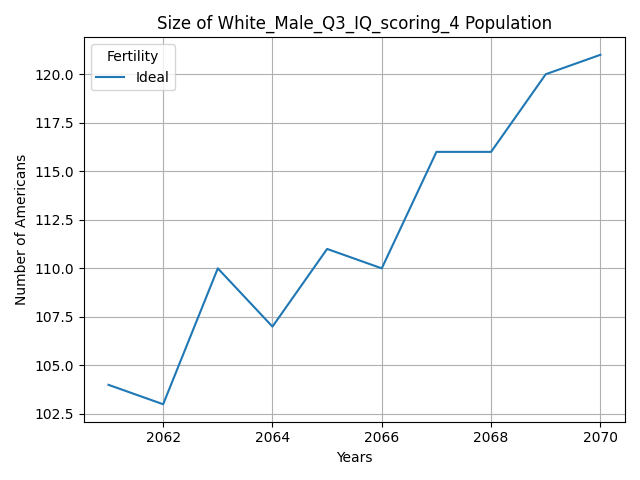 Size of White_Male_Q3_IQ_scoring_4 Population
Fertility
Ideal
Number of Americans
120.0
117.5
115.0
112.5
110.0
107.5
105.0
102.5
2062 2064 2066 2068 2070
Years